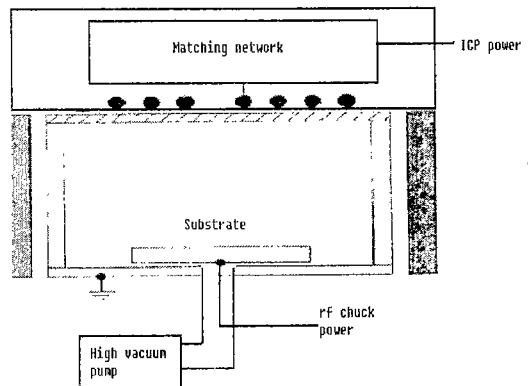 Matching network
ICP power
Substrate
rf chuck
power
High vacuum
pump